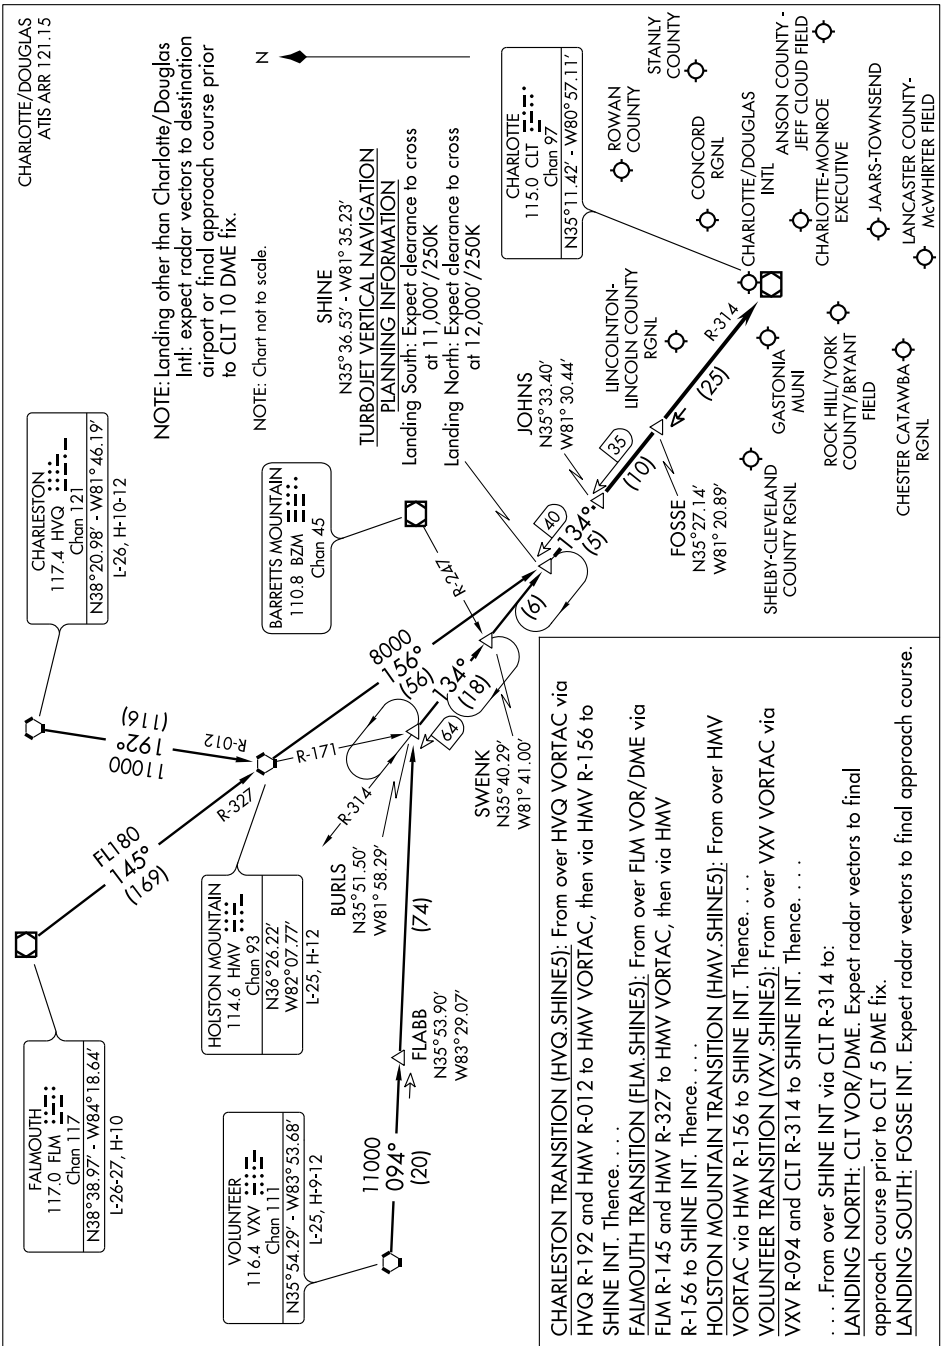 CHARLOTTE/DOUGLAS
ATIS ARR 121.15
NOTE: Landing other than Charlotte/Douglas
Intl: expect radar vectors to destination
airport or final approach course prior
to CLT 10 DME fix.
NOTE: Chart not to scale.
N
SHINE
N35°36.53' - W81° 35.23'
TURBOJET VERTICAL NAVIGATION
PLANNING INFORMATION
Landing South: Expect clearance to cross
at 11,000'/250K
Landing North: Expect clearance to cross
at 12,000'/250K
CHARLOTTE
115.0 CLT
Chan 97
N35°11.42' - W80°57.11'
STANLY
COUNTY
ROWAN
COUNTY
CONCORD
RGNL
CHARLOTTE/DOUGLAS
INTL
ANSON COUNTY -
JEFF CLOUD FIELD
CHARLOTTE-MONROE
EXECUTIVE
JAARS-TOWNSEND
LANCASTER COUNTY-
McWHIRTER FIELD
LINCOLNTON-
LINCOLN COUNTY
RGNL
GASTONIA
MUNI
ROCK HILL/YORK
COUNTY/BRYANT
FIELD
CHESTER CATAWBA
RGNL
SHELBY-CLEVELAND
COUNTY RGNL
CHARLESTON
117.4 HVQ
Chan 121
N38°20.98' - W81°46.19'
L-26, H-10-12
BARRETTS MOUNTAIN
110.8 BZM
Chan 45
R-247
JOHNS
N35°33.40'
W81° 30.44'
FOSSE
N35°27.14'
W81° 20.89'
R-314
(25)
35
(10)
40
134°
(5)
(6)
8000
156°
(56)
134°
(18)
64
11000
192°
(116)
R-012
R-327
R-171
R-314
FL180
145°
(169)
HOLSTON MOUNTAIN
114.6 HMV
Chan 93
N36°26.22'
W82°07.77'
L-25, H-12
BURLS
N35°51.50'
W81°58.29'
SWENK
N35°40.29'
W81°41.00'
(74)
FLABB
N35°53.90'
W83°29.07'
FALMOUTH
117.0 FLM
Chan 117
N38°38.97' - W84°18.64'
L-26-27, H-10
VOLUNTEER
116.4 VXV
Chan 111
N35°54.29' - W83°53.68'
L-25, H-9-12
11000
094°
(20)
CHARLESTON TRANSITION (HVQ.SHINE5): From over HVQ VORTAC via
HVQ R-192 and HMV R-012 to HMV VORTAC, then via HMV R-156 to
SHINE INT. Thence. . . .
FALMOUTH TRANSITION (FLM.SHINE5): From over FLM VOR/DME via
FLM R-145 and HMV R-327 to HMV VORTAC, then via HMV
R-156 to SHINE INT. Thence. . . .
HOLSTON MOUNTAIN TRANSITION (HMV.SHINE5): From over HMV
VORTAC via HMV R-156 to SHINE INT. Thence. . . .
VOLUNTEER TRANSITION (VXV.SHINE5): From over VXV VORTAC via
VXV R-094 and CLT R-314 to SHINE INT. Thence. . . .
. . . .From over SHINE INT via CLT R-314 to:
LANDING NORTH: CLT VOR/DME. Expect radar vectors to final
approach course prior to CLT 5 DME fix.
LANDING SOUTH: FOSSE INT. Expect radar vectors to final approach course.